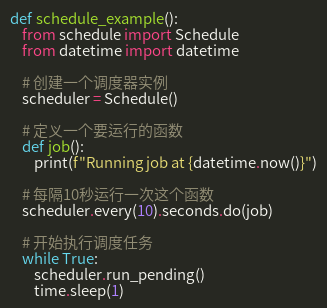 def schedule_example():
from schedule import Schedule
from datetime import datetime
# 创建一个调度器实例
scheduler = Schedule()
# 定义一个要运行的函数
def job():
print(f"Running job at {datetime.now()}")
# 每隔10秒运行一次这个函数
scheduler.every(10).seconds.do(job)
# 开始执行调度任务
while True:
scheduler.run_pending()
time.sleep(1)